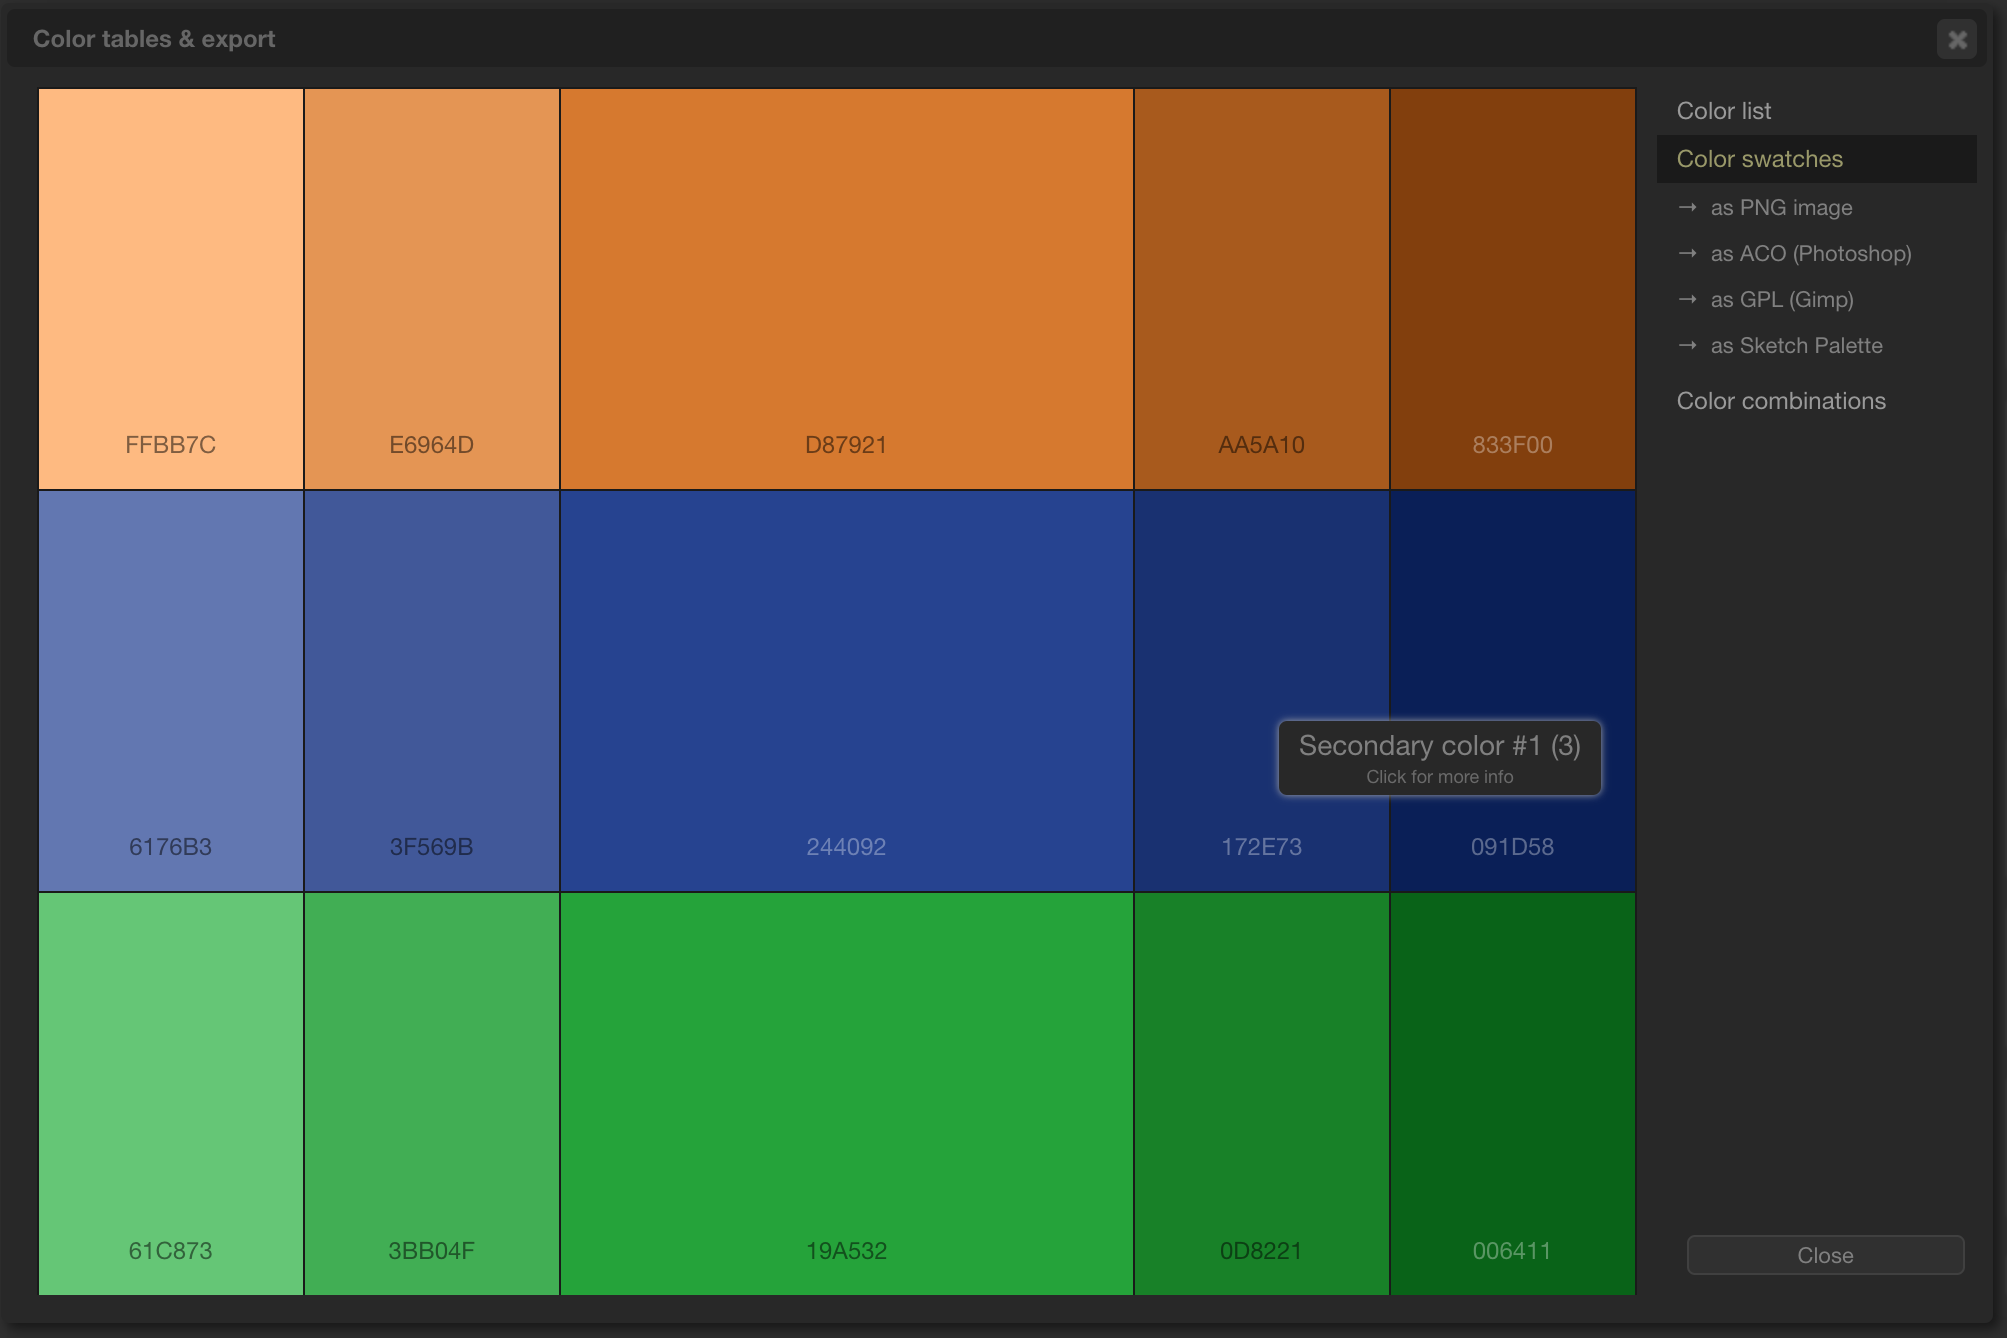 Color tables & export
FFBB7C
E6964D
D87921
AA5A10
833F00
6176B3
3F569B
244092
172E73
091D58
Secondary color #1 (3)
Click for more info
61C873
3BB04F
19A532
0D8221
006411
Color list
Color swatches
→ as PNG image
→ as ACO (Photoshop)
→ as GPL (Gimp)
→ as Sketch Palette
Color combinations
Close